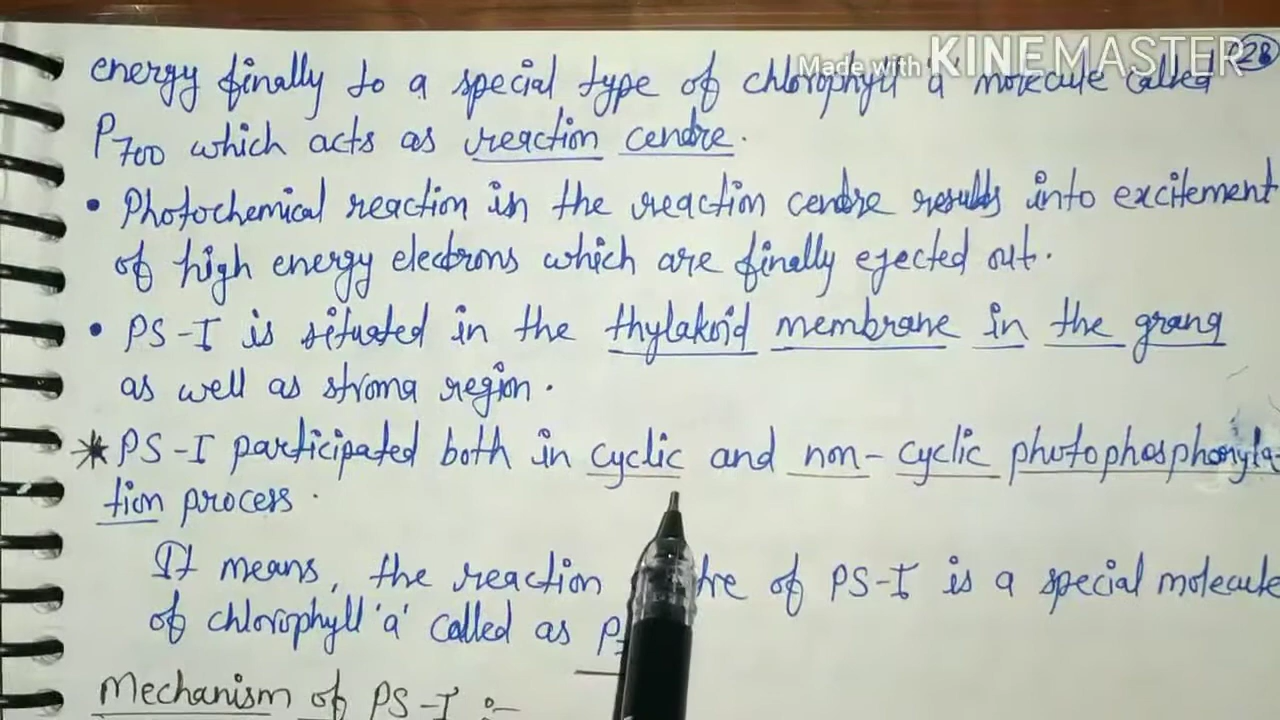 Made with KINEMASTER
energy finally to a special type of chlorophyll 'a' molecule called 28
P700 which acts as reaction centre.
• Photochemical reaction in the reaction centre results into excitement
of high energy electrons which are finally ejected out.
• PS-I is situated in the thylakoid membrane in the grana
as well as stroma region.
* PS-I participated both in cyclic and non-cyclic photophosphoryla-
tion process.
It means, the reaction of PS-I is a special molecule
of chlorophyll 'a' called as
Mechanism of PS-I :-